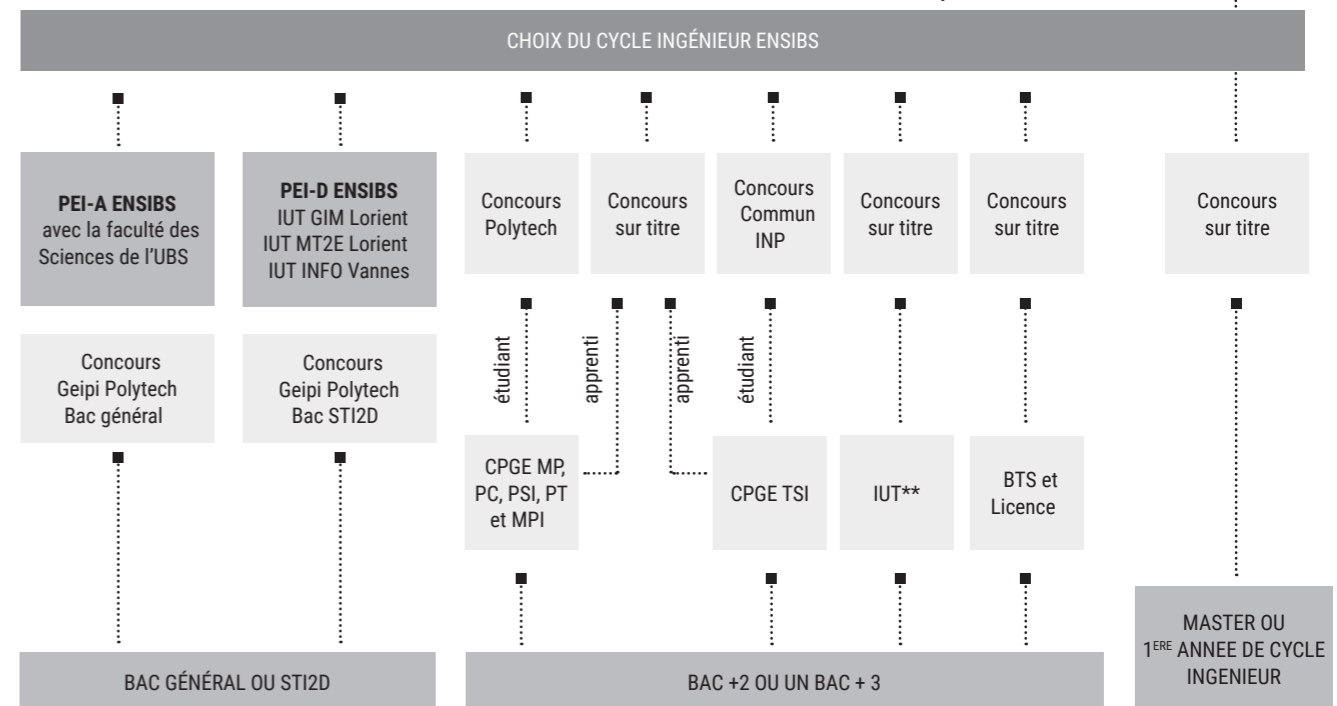 CHOIX DU CYCLE INGÉNIEUR ENSIBS
PEI-A ENSIBS
avec la faculté des
Sciences de l'UBS
PEI-D ENSIBS
IUT GIM Lorient
IUT MT2E Lorient
IUT INFO Vannes
Concours
Polytech
Concours
sur titre
Concours
Commun
INP
Concours
sur titre
Concours
sur titre
Concours
sur titre
Concours
Geipi Polytech
Bac général
Concours
Geipi Polytech
Bac STI2D
étudiant
apprenti
apprenti
étudiant
CPGE MP,
PC, PSI, PT
et MPI
CPGE TSI
IUT**
BTS et
Licence
BAC GÉNÉRAL OU STI2D
BAC +2 OU UN BAC + 3
MASTER OU
1ERE ANNEE DE CYCLE
INGENIEUR